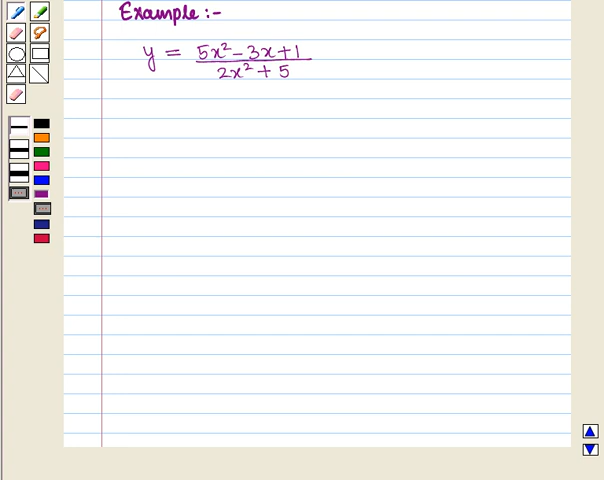 Example :-
y = 5x² - 3x + 1 / 2x² + 5